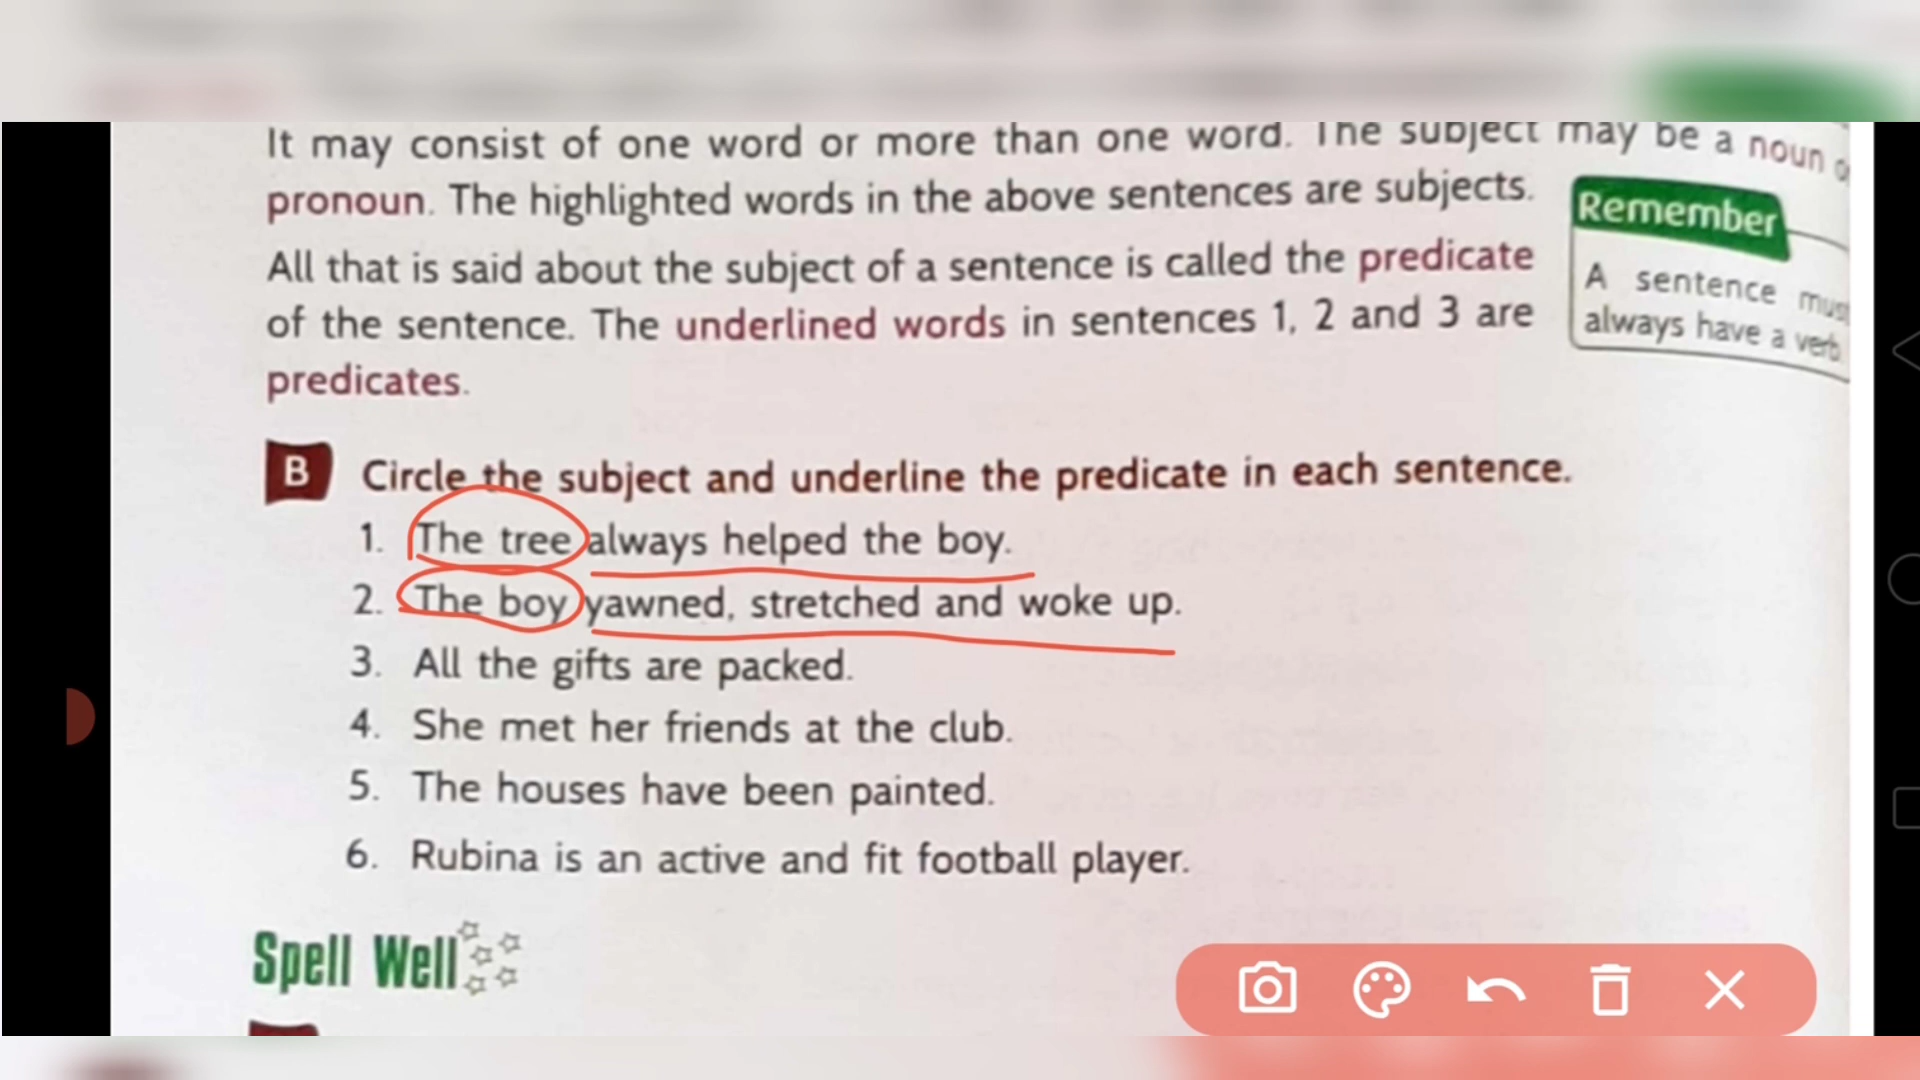 It may consist of one word or more than one word. The subject may be a noun
pronoun. The highlighted words in the above sentences are subjects.
All that is said about the subject of a sentence is called the predicate
of the sentence. The underlined words in sentences 1, 2 and 3 are
predicates.
Remember
A sentence must
always have a verb
B Circle the subject and underline the predicate in each sentence.
1. The tree always helped the boy.
2. The boy yawned, stretched and woke up.
3. All the gifts are packed.
4. She met her friends at the club.
5. The houses have been painted.
6. Rubina is an active and fit football player.
Spell Well